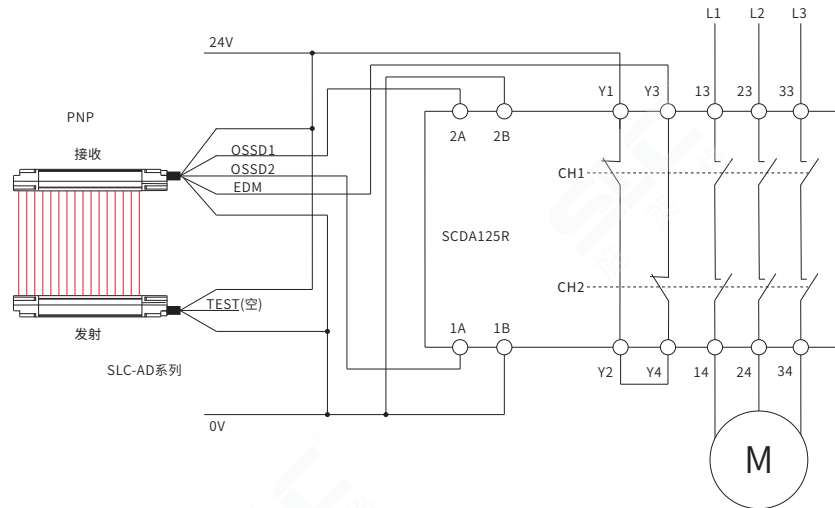 L1 L2 L3
24V
PNP
Y1 Y3 13 23 33
2A 2B
接收
OSSD1
OSSD2
EDM
CH1
SCDA125R
CH2
TEST(空)
发射
1A 1B
SLC-AD系列
Y2 Y4 14 24 34
0V
M